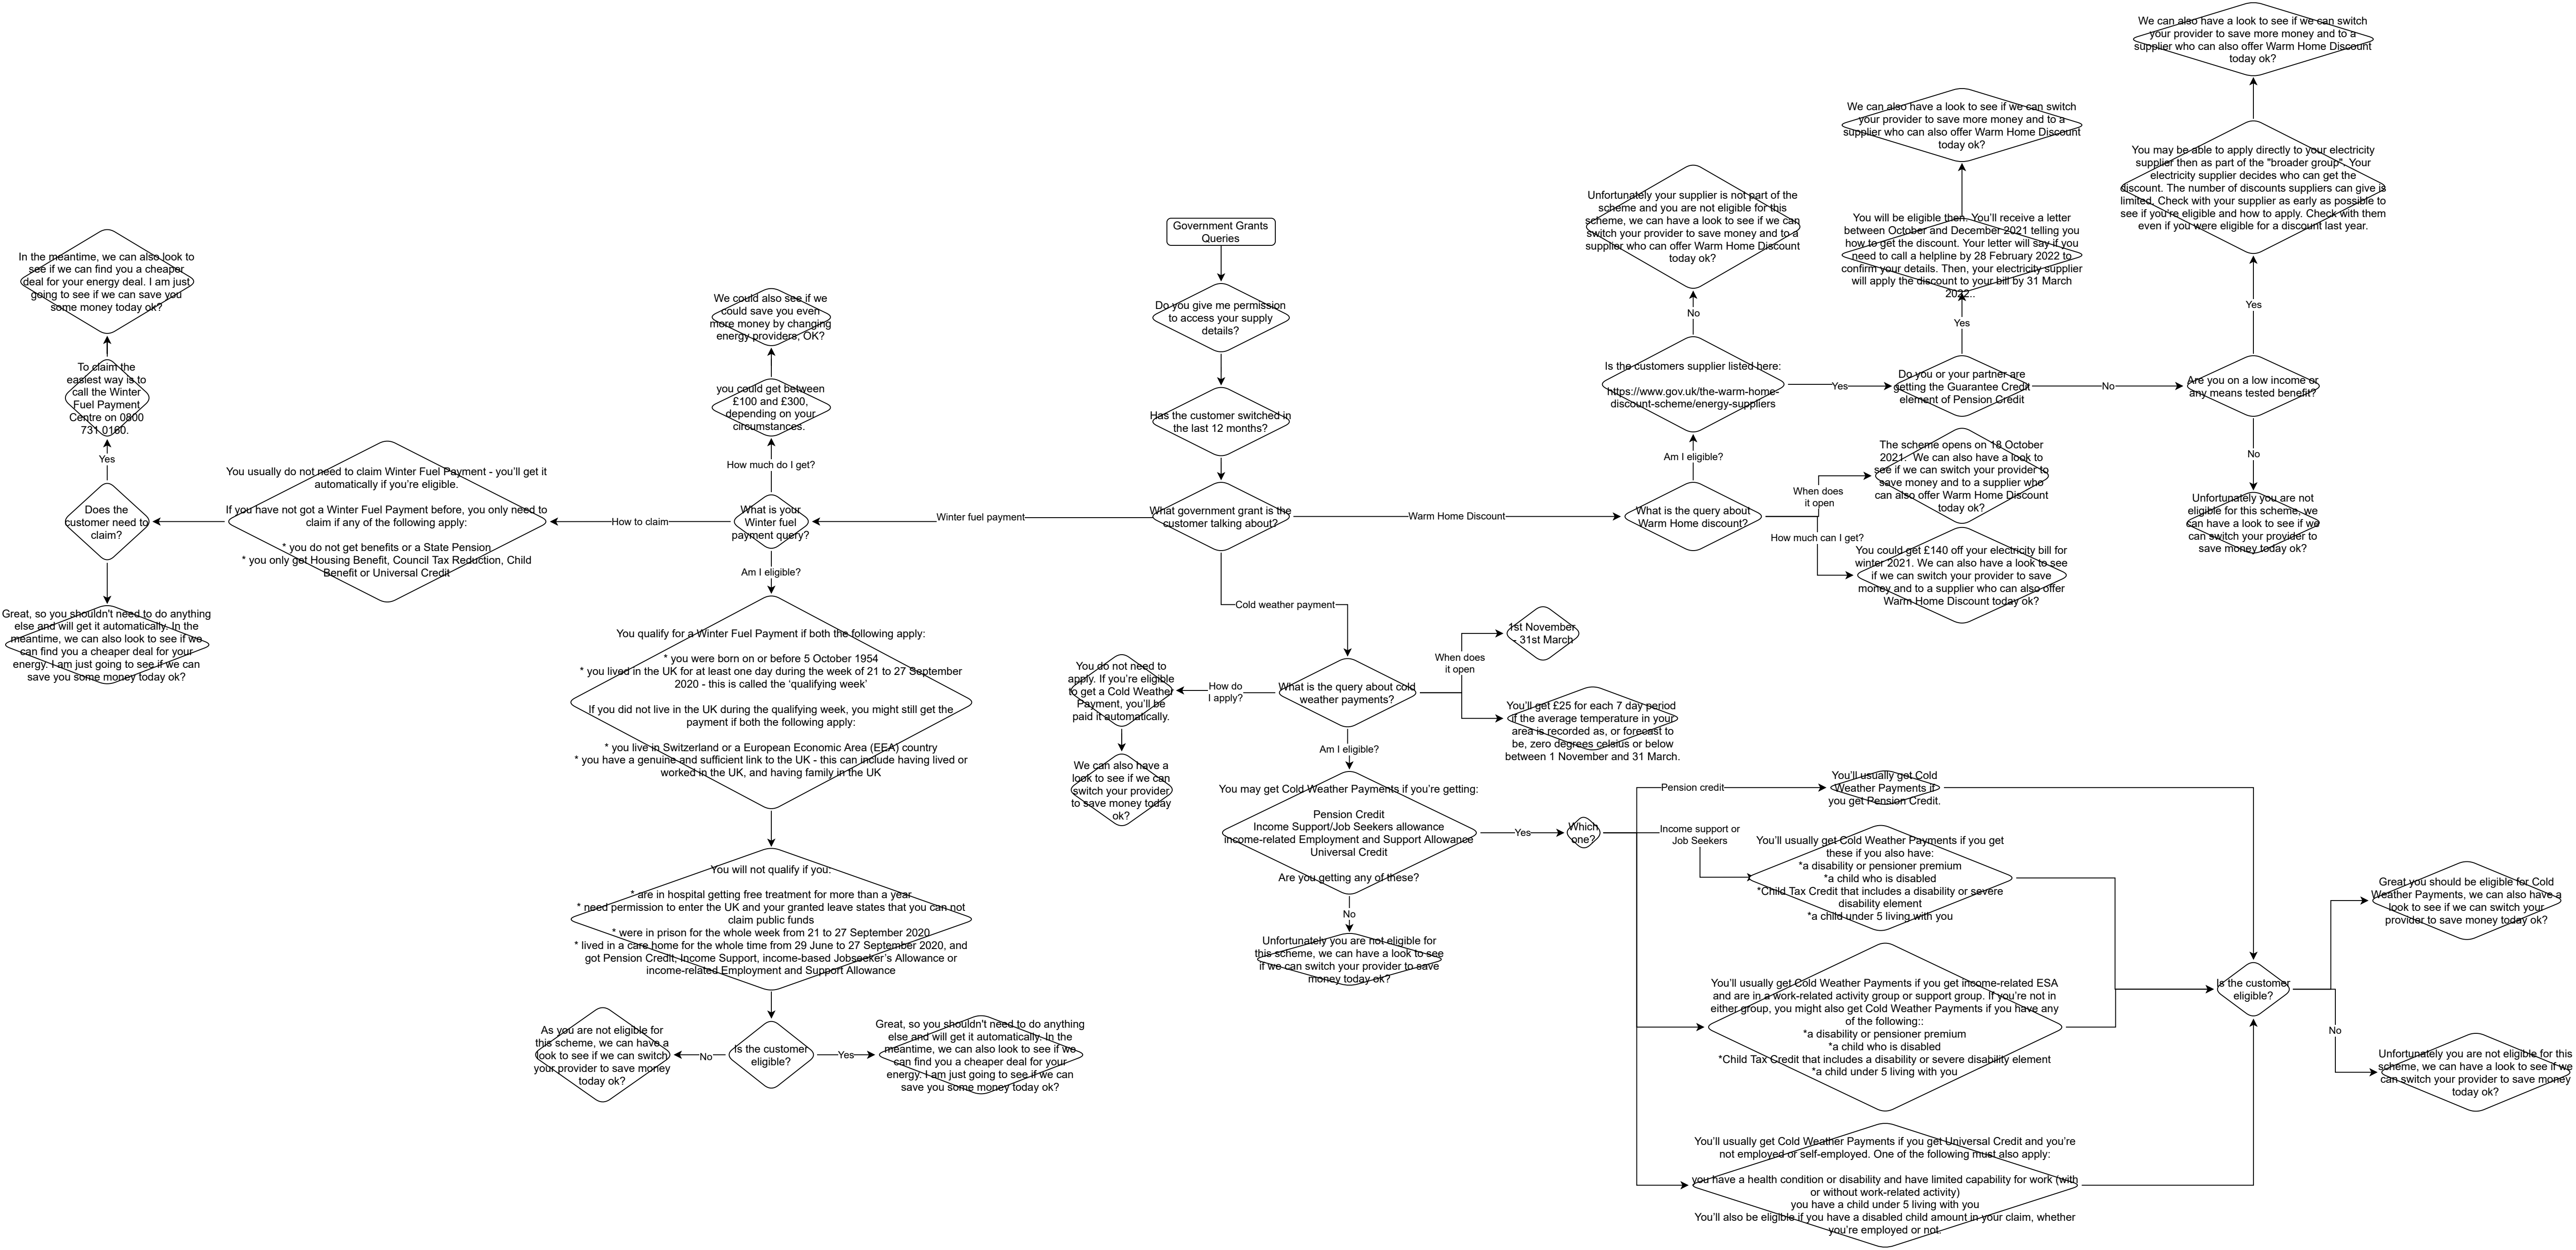 Government Grants
Queries
Do you give me permission
to access your supply
details?
Has the customer switched in
the last 12 months?
What government grant is the
customer talking about?
Winter fuel payment
What is your
Winter fuel
payment query?
How much do I get?
you could get between
£100 and £300,
depending on your
circumstances.
We could also see if we
could save you even
more money by changing
energy providers, OK?
How to claim
You usually do not need to claim Winter Fuel Payment - you’ll get it
automatically if you’re eligible.
If you have not got a Winter Fuel Payment before, you only need to
claim if any of the following apply:
* you do not get benefits or a State Pension
* you only get Housing Benefit, Council Tax Reduction, Child
Benefit or Universal Credit
Does the
customer need to
claim?
Yes
To claim the
easiest way is to
call the Winter
Fuel Payment
Centre on 0800
731 0160.
In the meantime, we can also look to
see if we can find you a cheaper
deal for your energy deal. I am just
going to see if we can save you
some money today ok?
Great, so you shouldn't need to do anything
else and will get it automatically. In the
meantime, we can also look to see if we
can find you a cheaper deal for your
energy. I am just going to see if we can
save you some money today ok?
Am I eligible?
You qualify for a Winter Fuel Payment if both the following apply:
* you were born on or before 5 October 1954
* you lived in the UK for at least one day during the week of 21 to 27 September
2020 - this is called the ‘qualifying week’
If you did not live in the UK during the qualifying week, you might still get the
payment if both the following apply:
* you live in Switzerland or a European Economic Area (EEA) country
* you have a genuine and sufficient link to the UK - this can include having lived or
worked in the UK, and having family in the UK
You will not qualify if you:
* are in hospital getting free treatment for more than a year
* need permission to enter the UK and your granted leave states that you can not
claim public funds
* were in prison for the whole week from 21 to 27 September 2020
* lived in a care home for the whole time from 29 June to 27 September 2020, and
got Pension Credit, Income Support, income-based Jobseeker’s Allowance or
income-related Employment and Support Allowance
Is the customer
eligible?
No
As you are not eligible for
this scheme, we can have a
look to see if we can switch
your provider to save money
today ok?
Yes
Great, so you shouldn't need to do anything
else and will get it automatically. In the
meantime, we can also look to see if we
can find you a cheaper deal for your
energy. I am just going to see if we can
save you some money today ok?
Warm Home Discount
What is the query about
Warm Home discount?
Am I eligible?
Is the customers supplier listed here:
https://www.gov.uk/the-warm-home-
discount-scheme/energy-suppliers
No
Unfortunately your supplier is not part of the
scheme and you are not eligible for this
scheme, we can have a look to see if we can
switch your provider to save money and to a
supplier who can offer Warm Home Discount
today ok?
Yes
Do you or your partner are
getting the Guarantee Credit
element of Pension Credit
Yes
You will be eligible then. You’ll receive a letter
between October and December 2021 telling you
how to get the discount. Your letter will say if you
need to call a helpline by 28 February 2022 to
confirm your details. Then, your electricity supplier
will apply the discount to your bill by 31 March
2022..
We can also have a look to see if we can switch
your provider to save more money and to a
supplier who can also offer Warm Home Discount
today ok?
No
Are you on a low income or
any means tested benefit?
Yes
You may be able to apply directly to your electricity
supplier then as part of the "broader group". Your
electricity supplier decides who can get the
discount. The number of discounts suppliers can give is
limited. Check with your supplier as early as possible to
see if you're eligible and how to apply. Check with them
even if you were eligible for a discount last year.
We can also have a look to see if we can switch
your provider to save more money and to a
supplier who can also offer Warm Home Discount
today ok?
No
Unfortunately you are not
eligible for this scheme, we
can have a look to see if we
can switch your provider to
save money today ok?
When does
it open
The scheme opens on 18 October
2021. We can also have a look to
see if we can switch your provider to
save money and to a supplier who
can also offer Warm Home Discount
today ok?
How much can I get?
You could get £140 off your electricity bill for
winter 2021. We can also have a look to see
if we can switch your provider to save
money and to a supplier who can also offer
Warm Home Discount today ok?
Cold weather payment
What is the query about cold
weather payments?
When does
it open
1st November
- 31st March
You’ll get £25 for each 7 day period
if the average temperature in your
area is recorded as, or forecast to
be, zero degrees celsius or below
between 1 November and 31 March.
How do
I apply?
You do not need to
apply. If you’re eligible
to get a Cold Weather
Payment, you’ll be
paid it automatically.
We can also have a
look to see if we can
switch your provider
to save money today
ok?
Am I eligible?
You may get Cold Weather Payments if you’re getting:
Pension Credit
Income Support/Job Seekers allowance
income-related Employment and Support Allowance
Universal Credit
Are you getting any of these?
No
Unfortunately you are not eligible for
this scheme, we can have a look to see
if we can switch your provider to save
money today ok?
Yes
Which
one?
Pension credit
You’ll usually get Cold
Weather Payments if
you get Pension Credit.
Income support or
Job Seekers
You’ll usually get Cold Weather Payments if you get
these if you also have:
*a disability or pensioner premium
*a child who is disabled
*Child Tax Credit that includes a disability or severe
disability element
*a child under 5 living with you
You’ll usually get Cold Weather Payments if you get income-related ESA
and are in a work-related activity group or support group. If you’re not in
either group, you might also get Cold Weather Payments if you have any
of the following::
*a disability or pensioner premium
*a child who is disabled
*Child Tax Credit that includes a disability or severe disability element
*a child under 5 living with you
You’ll usually get Cold Weather Payments if you get Universal Credit and you’re
not employed or self-employed. One of the following must also apply:
you have a health condition or disability and have limited capability for work (with
or without work-related activity)
you have a child under 5 living with you
You’ll also be eligible if you have a disabled child amount in your claim, whether
you’re employed or not.
Is the customer
eligible?
Great you should be eligible for Cold
Weather Payments, we can also have a
look to see if we can switch your
provider to save money today ok?
No
Unfortunately you are not eligible for this
scheme, we can have a look to see if we
can switch your provider to save money
today ok?